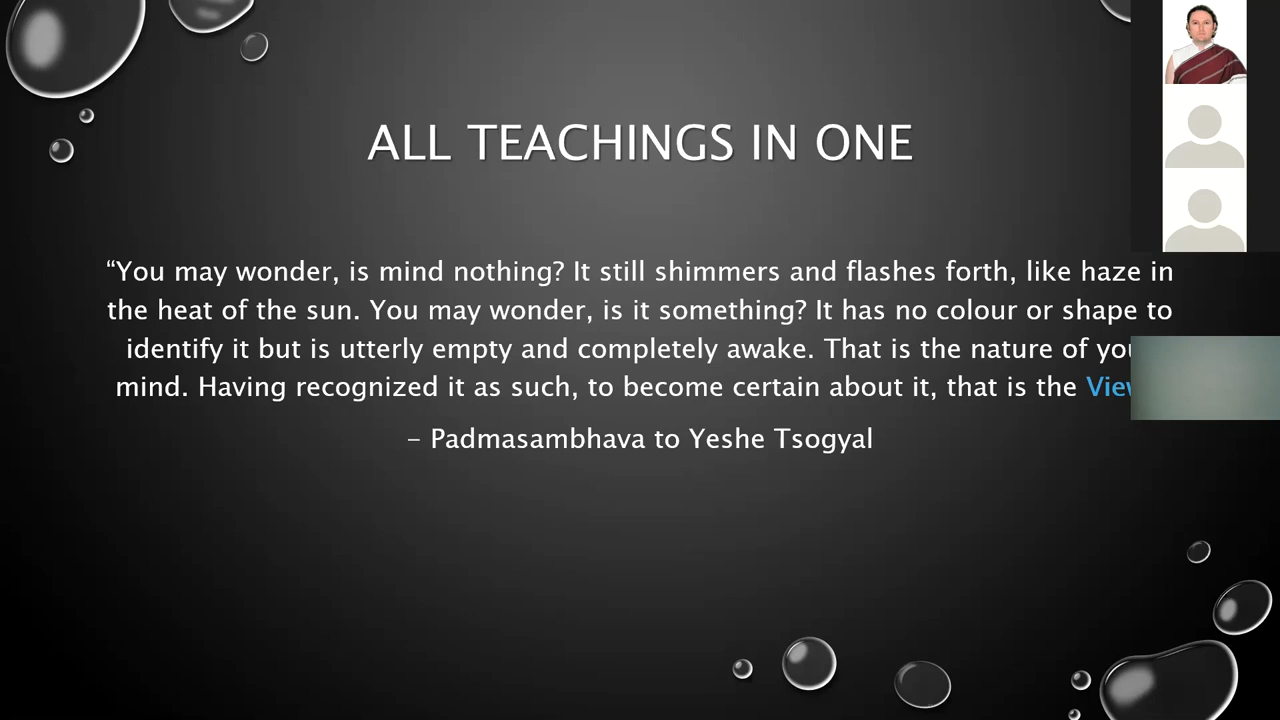 ALL TEACHINGS IN ONE
“You may wonder, is mind nothing? It still shimmers and flashes forth, like haze in
the heat of the sun. You may wonder, is it something? It has no colour or shape to
identify it but is utterly empty and completely awake. That is the nature of
mind. Having recognized it as such, to become certain about it, that is the
– Padmasambhava to Yeshe Tsogyal